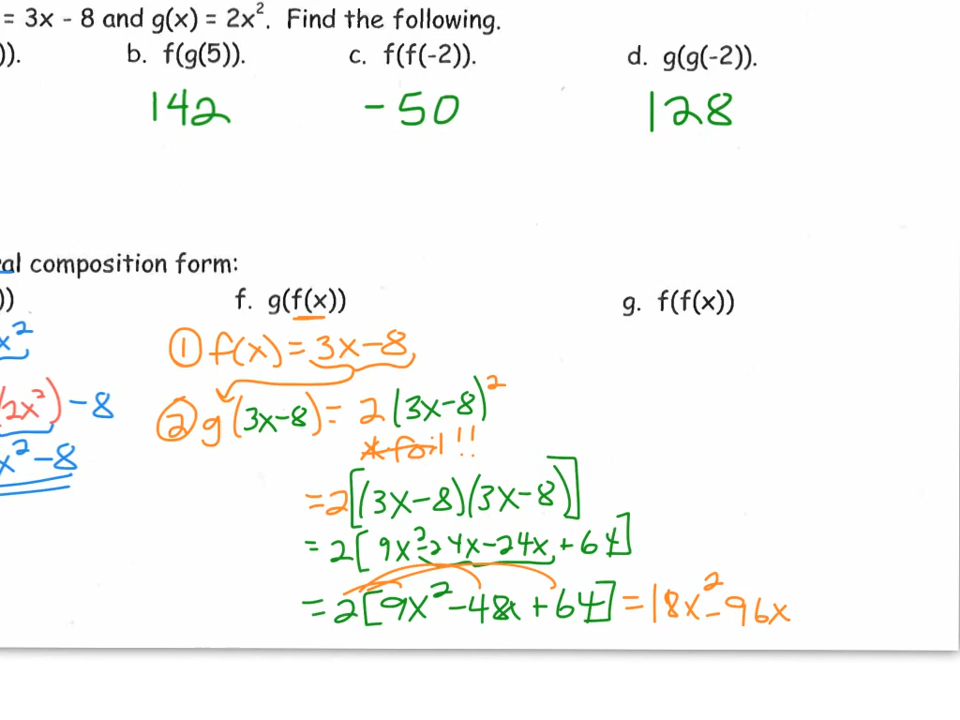 = 3x - 8 and g(x) = 2x². Find the following.
)). b. f(g(5)). c. f(f(-2)). d. g(g(-2)).
142 -50 128
al composition form:
)) f. g(f(x)) g. f(f(x))
x² ① f(x) = 3x-8
(2x²) -8 ② g(3x-8) = 2(3x-8)²
x² -8 *foil!!
=2[(3x-8)(3x-8)]
=2[9x²-24x-24x+64]
=2[9x²-48x+64]=18x²-96x